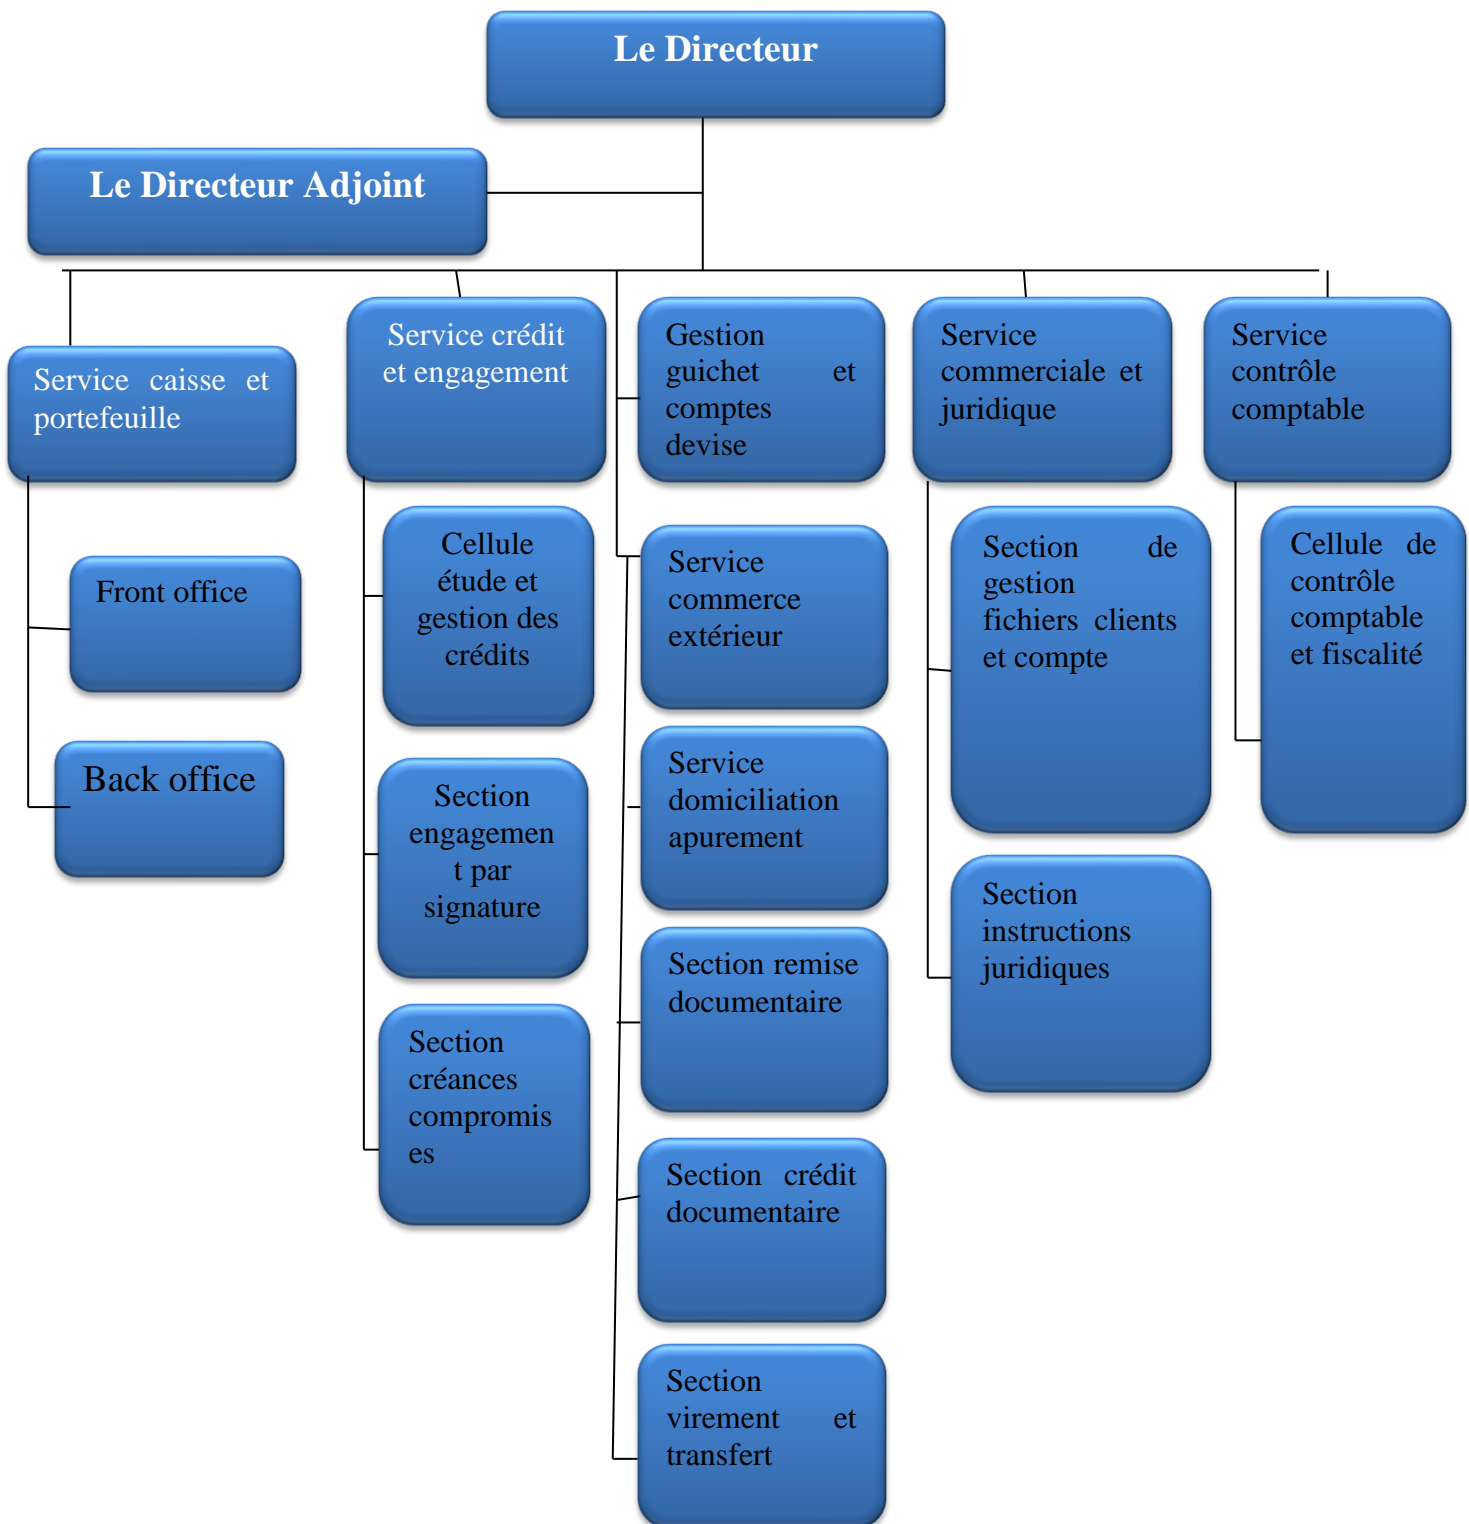 Le Directeur
Le Directeur Adjoint
Service caisse et
portefeuille
Front office
Back office
Service crédit
et engagement
Cellule
étude et
gestion des
crédits
Section
engagemen
t par
signature
Section
créances
compromis
es
Gestion
guichet et
comptes
devise
Service
commerce
extérieur
Service
domiciliation
apurement
Section remise
documentaire
Section crédit
documentaire
Section
virement et
transfert
Service
commerciale et
juridique
Section de
gestion
fichiers clients
et compte
Section
instructions
juridiques
Service
contrôle
comptable
Cellule de
contrôle
comptable
et fiscalité